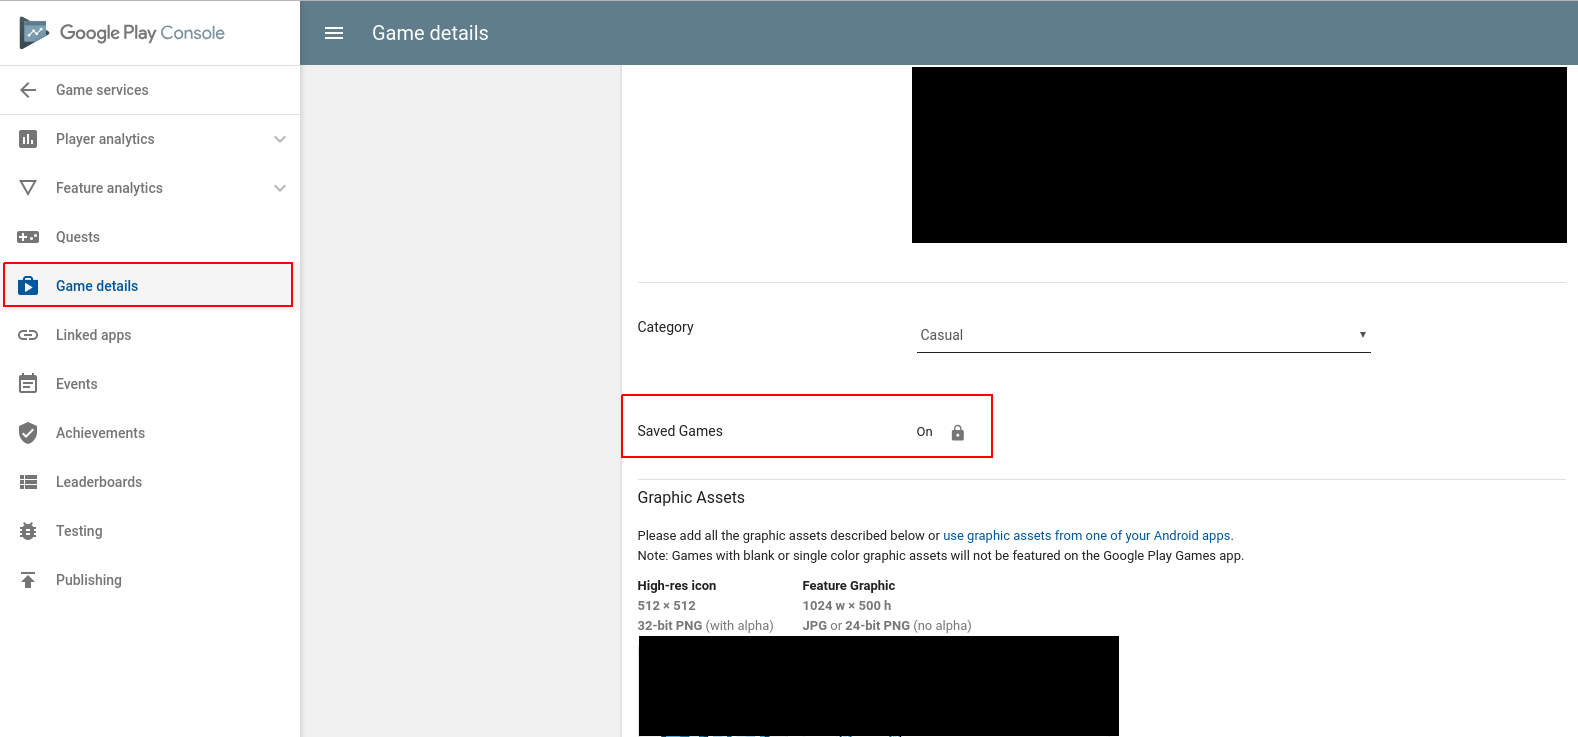 Google Play Console
Game details
Game services
Player analytics
Feature analytics
Quests
Game details
Linked apps
Events
Achievements
Leaderboards
Testing
Publishing
Category
Casual
Saved Games On
Graphic Assets
Please add all the graphic assets described below or use graphic assets from one of your Android apps.
Note: Games with blank or single color graphic assets will not be featured on the Google Play Games app.
High-res icon Feature Graphic
512 × 512 1024 w × 500 h
32-bit PNG (with alpha) JPG or 24-bit PNG (no alpha)